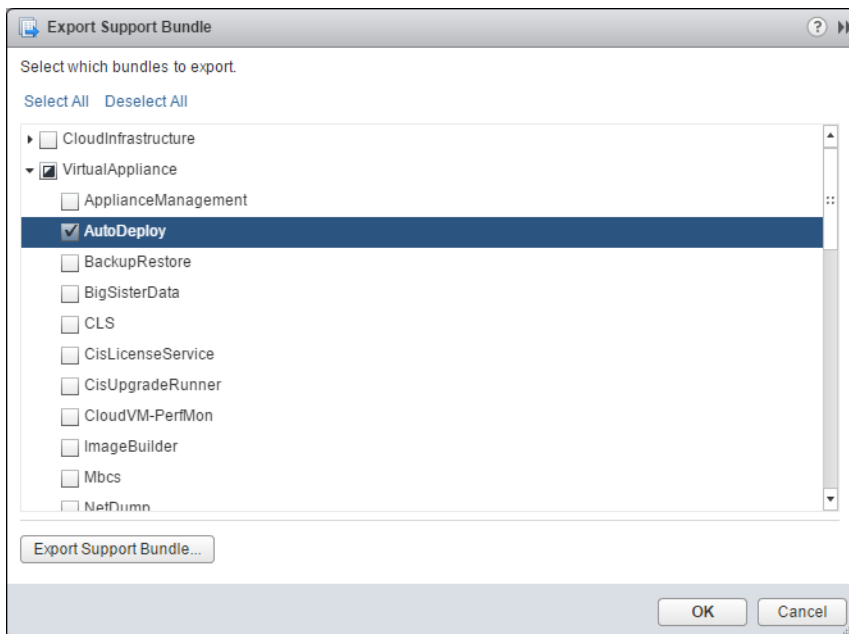 Export Support Bundle
?
Select which bundles to export.
Select All Deselect All
CloudInfrastructure
VirtualAppliance
ApplianceManagement
AutoDeploy
BackupRestore
BigSisterData
CLS
CisLicenseService
CisUpgradeRunner
CloudVM-PerfMon
ImageBuilder
Mbcs
NetDump
Export Support Bundle...
OK Cancel